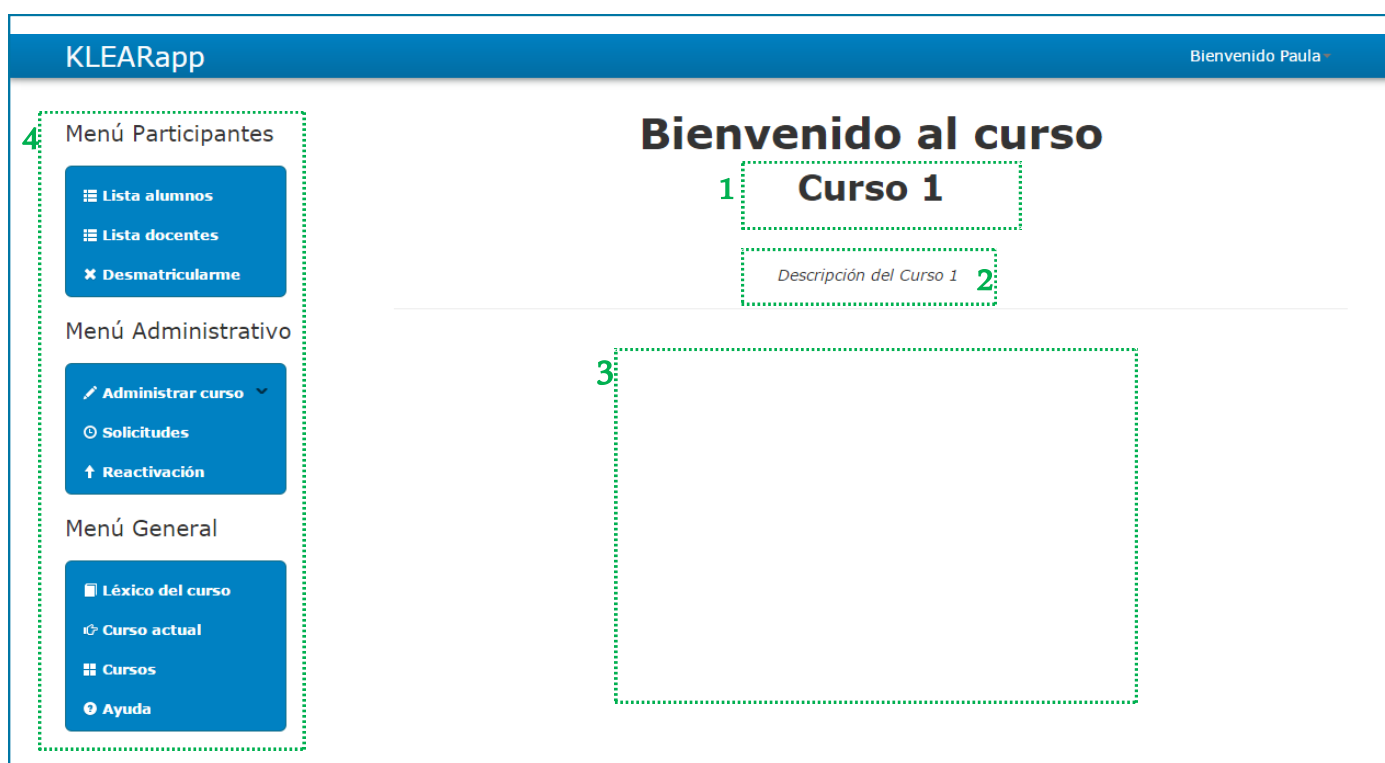 KLEARapp
Bienvenido Paula
4
Menú Participantes
Lista alumnos
Lista docentes
Desmatricularme
Menú Administrativo
Administrar curso
Solicitudes
Reactivación
Menú General
Léxico del curso
Curso actual
Cursos
Ayuda
Bienvenido al curso
1
Curso 1
Descripción del Curso 1
2
3